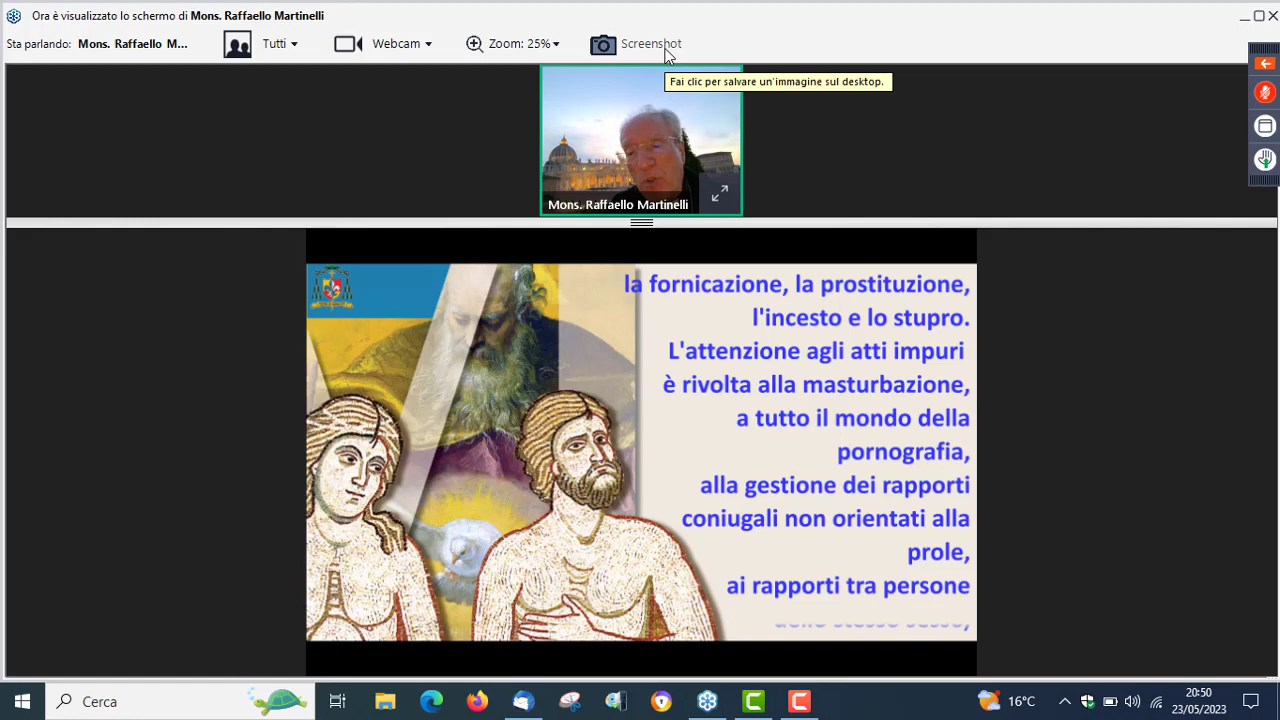 Ora è visualizzato lo schermo di Mons. Raffaello Martinelli
Sta parlando: Mons. Raffaello M... Tutti Webcam Zoom: 25% Screenshot
Fai clic per salvare un'immagine sul desktop.
Mons. Raffaello Martinelli
la fornicazione, la prostituzione,
l'incesto e lo stupro.
L'attenzione agli atti impuri
è rivolta alla masturbazione,
a tutto il mondo della
pornografia,
alla gestione dei rapporti
coniugali non orientati alla
prole,
ai rapporti tra persone
Cerca 16°C 20:50
23/05/2023